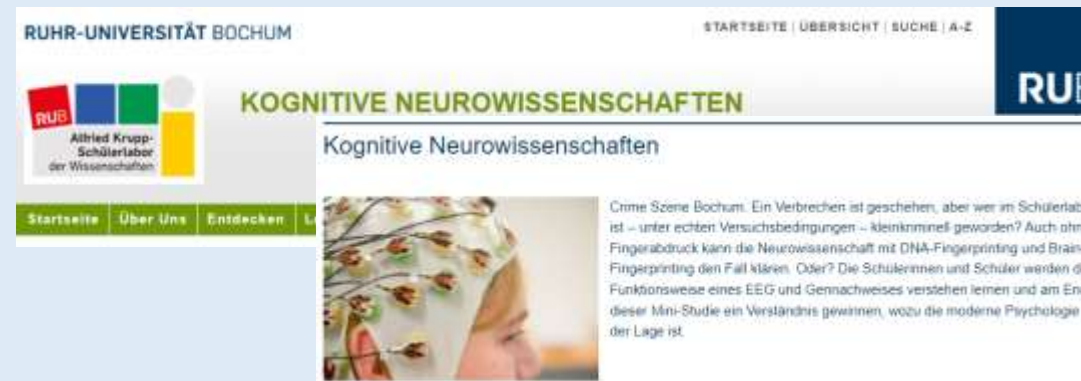 RUHR-UNIVERSITÄT BOCHUM
STARTSEITE | ÜBERSICHT | SUCHE | A-Z
RUB
RUB
Alfried Krupp-
Schülerlabor
der Wissenschaften
KOGNITIVE NEUROWISSENSCHAFTEN
Kognitive Neurowissenschaften
Startseite
Über Uns
Entdecken
Crime Szene Bochum. Ein Verbrechen ist geschehen, aber wer im Schülerlab
ist – unter echten Versuchsbedingungen – kleinkriminell geworden? Auch ohn
Fingerabdruck kann die Neurowissenschaft mit DNA-Fingerprinting und Brain
Fingerprinting den Fall klären. Oder? Die Schülerinnen und Schüler werden d
Funktionsweise eines EEG und Gennachweises verstehen lernen und am En
dieser Mini-Studie ein Verständnis gewinnen, wozu die moderne Psychologie
der Lage ist.